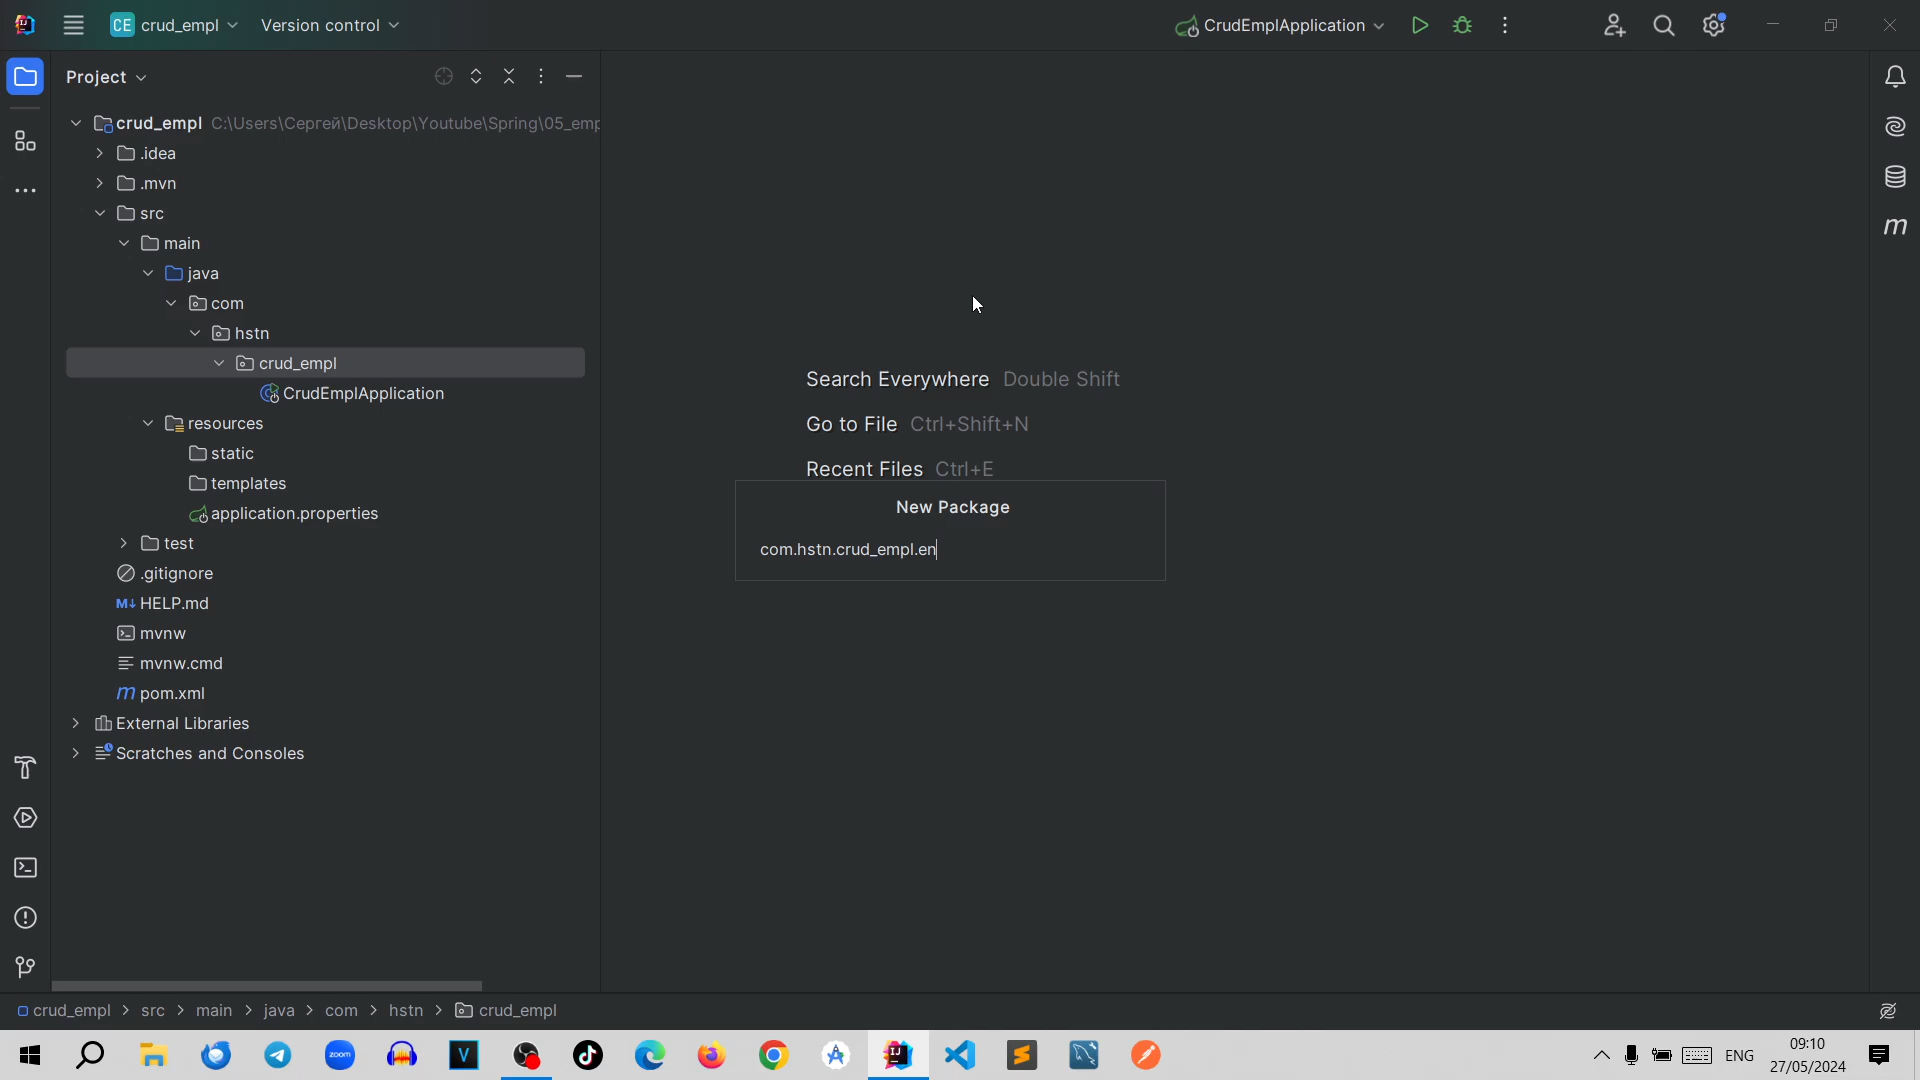 CE crud_empl Version control CrudEmplApplication
Project
crud_empl C:\Users\Сергей\Desktop\Youtube\Spring\05_emp
.idea
.mvn
src
main
java
com
hstn
crud_empl
CrudEmplApplication
resources
static
templates
application.properties
test
.gitignore
M↓ HELP.md
mvnw
mvnw.cmd
m pom.xml
External Libraries
Scratches and Consoles
Search Everywhere Double Shift
Go to File Ctrl+Shift+N
Recent Files Ctrl+E
New Package
com.hstn.crud_empl.en
m
crud_empl > src > main > java > com > hstn > crud_empl
zoom V IJ ENG
09:10
27/05/2024